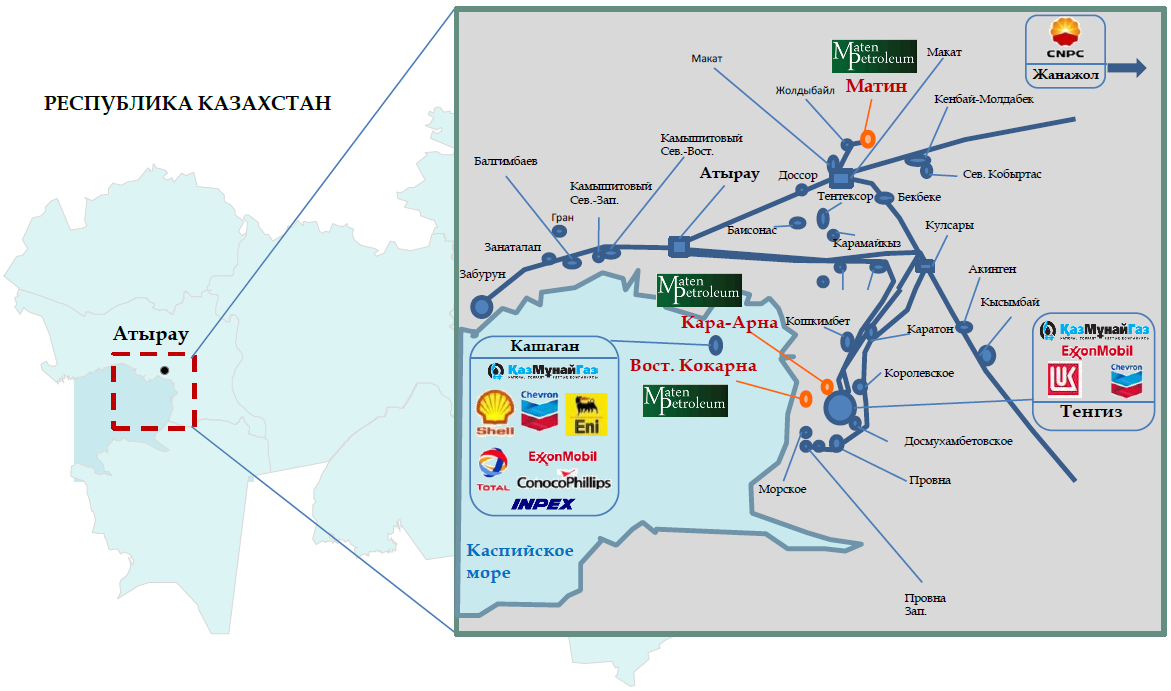 РЕСПУБЛИКА КАЗАХСТАН
Атырау
CNPC
Жанажол
Maten
Petroleum
Матин
Макат
Макат
Жолдыбайл
Кенбай-Молдабек
Камышитовый
Сев.-Вост.
Балгимбаев
Атырау
Доссор
Сев. Кобыртас
Камышитовый
Сев.-Зап.
Тентексор
Бекбеке
Гран
Баисонас
Кулсары
Занаталап
Карамайкыз
Забурун
Акинген
Maten
Petroleum
Кысымбай
Кара-Арна
Кошкимбет
Каратон
Кашаган
ҚазМұнайГаз
Shell
Chevron
Eni
TOTAL
ExxonMobil
ConocoPhillips
INPEX
Вост. Кокарна
Maten
Petroleum
Королевское
ҚазМұнайГаз
ExxonMobil
Chevron
Тенгиз
Досмухамбетовское
Провна
Морское
Каспийское
море
Провна
Зап.